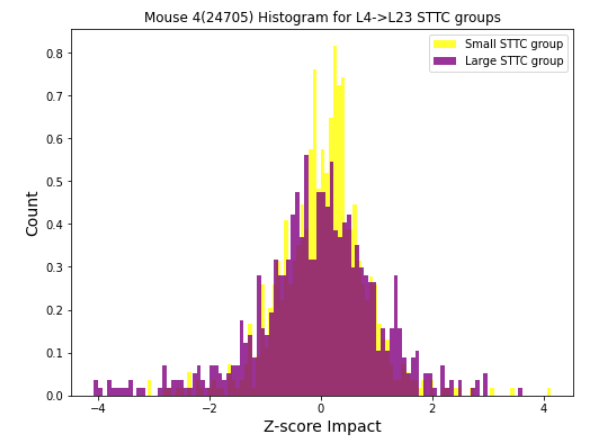 Mouse 4(24705) Histogram for L4->L23 STTC groups
Small STTC group
Large STTC group
0.8
0.7
0.6
0.5
0.4
0.3
0.2
0.1
0.0
Count
−4
−2
0
2
4
Z-score Impact